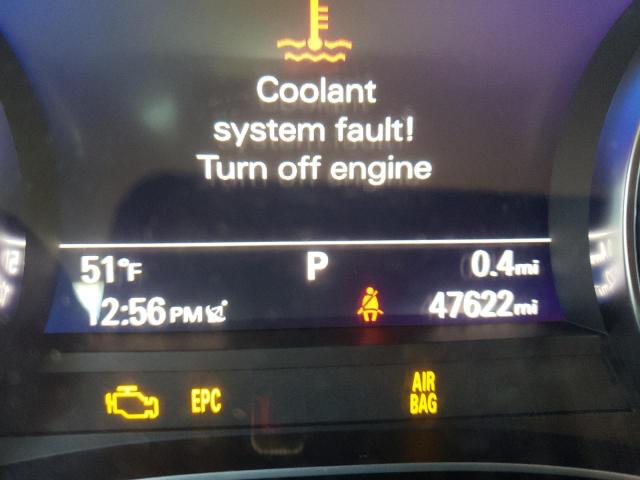 Coolant
system fault!
Turn off engine
51°F P 0.4mi
12:56 PM 47622mi
EPC AIR
BAG